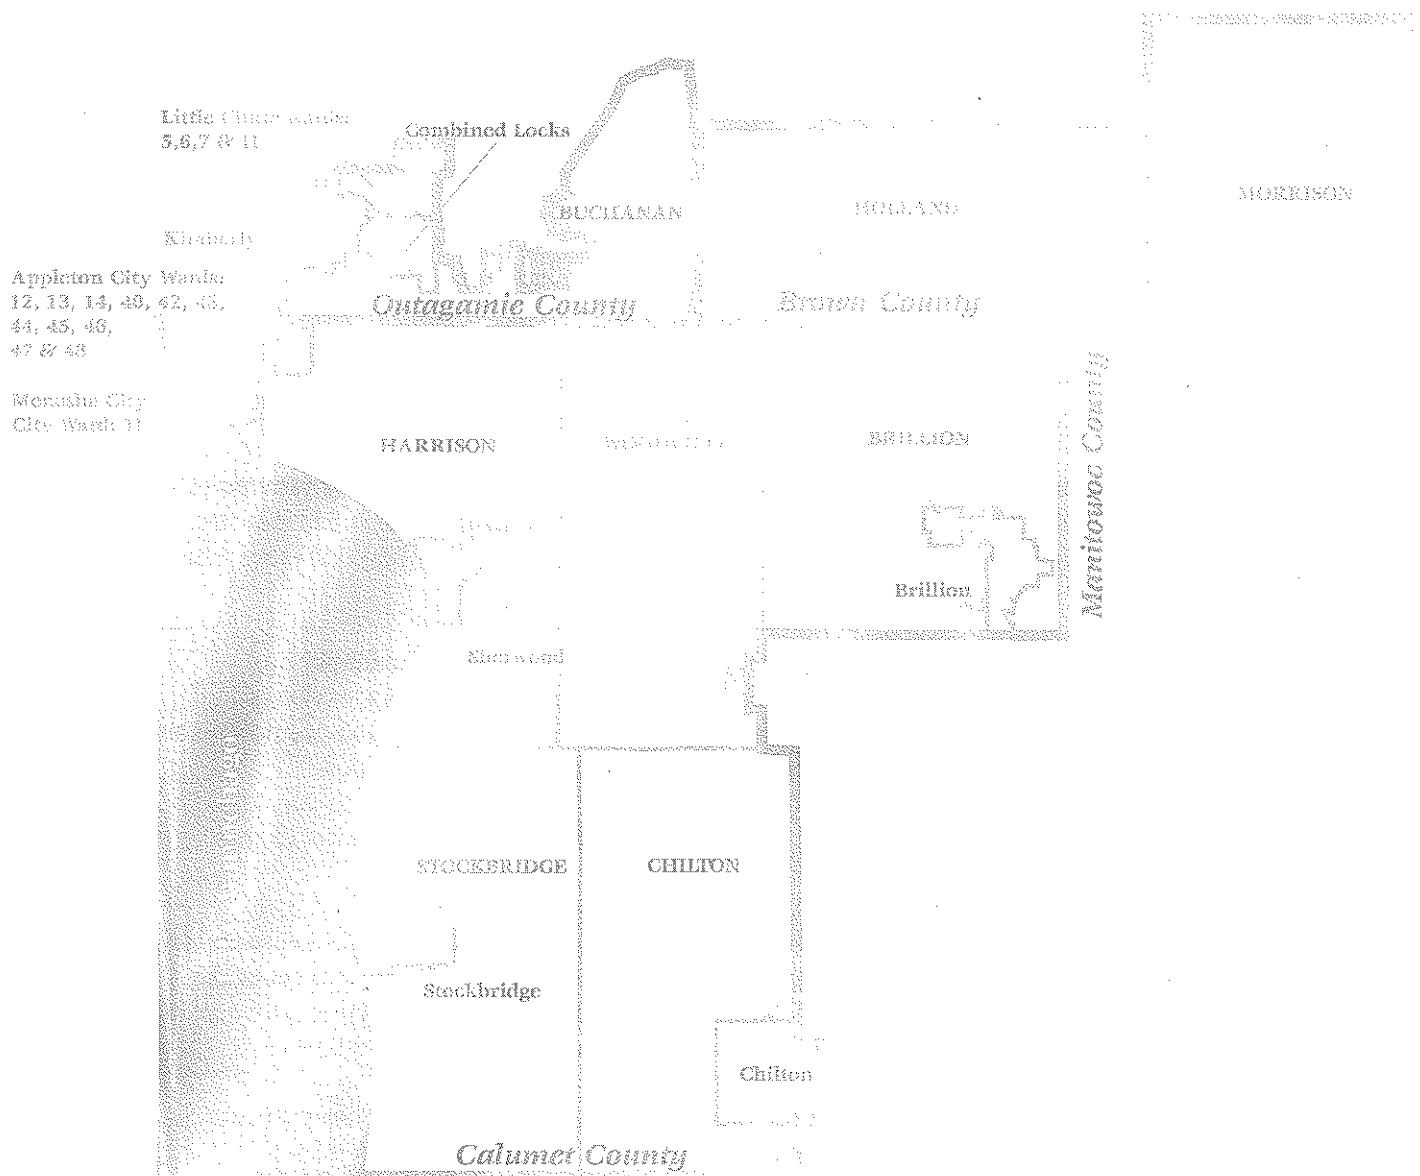 Little Chute wards:
5,6,7 & 11
Combined Locks
MORRISON
BUCHANAN
HOLLAND
Kimberly
Appleton City Wards:
12, 13, 14, 40, 42, 43,
44, 45, 46,
47 & 48
Outagamie County
Brown County
Manitowoc County
Menasha City
City Ward: 11
HARRISON
BRILLION
Brillion
Sherwood
STOCKBRIDGE
CHILTON
Stockbridge
Chilton
Calumet County